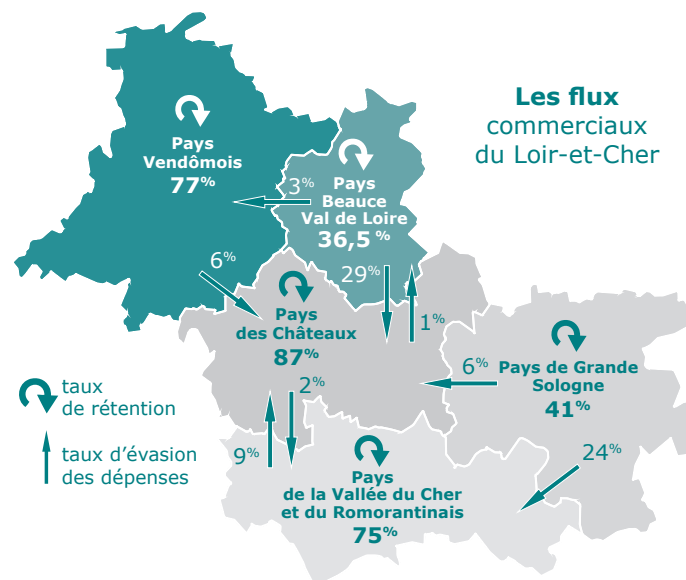 Les flux
commerciaux
du Loir-et-Cher
Pays
Vendômois
77%
3%
Pays
Beauce
Val de Loire
36,5 %
6%
29%
1%
Pays
des Châteaux
87%
2%
9%
6%
Pays de Grande
Sologne
41%
24%
Pays
de la Vallée du Cher
et du Romorantinais
75%
taux
de rétention
taux d'évasion
des dépenses